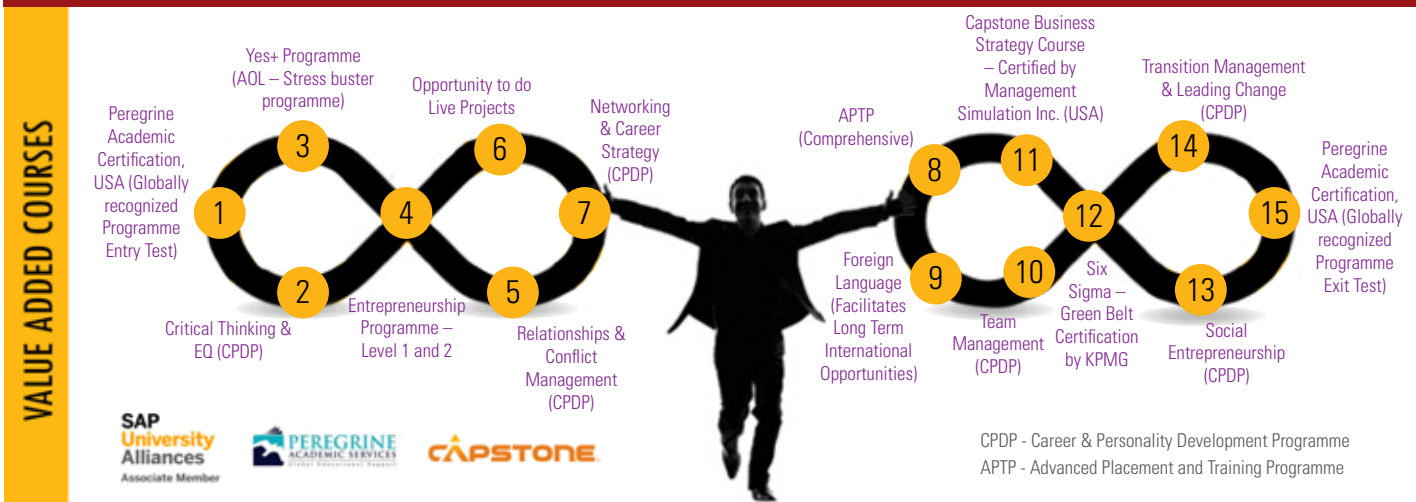 VALUE ADDED COURSES
1
Peregrine
Academic
Certification,
USA (Globally
recognized
Programme
Entry Test)
2
Critical Thinking &
EQ (CPDP)
3
Yes+ Programme
(AOL – Stress buster
programme)
4
Entrepreneurship
Programme –
Level 1 and 2
5
Relationships &
Conflict
Management
(CPDP)
6
Opportunity to do
Live Projects
7
Networking
& Career
Strategy
(CPDP)
8
APTP
(Comprehensive)
9
Foreign
Language
(Facilitates
Long Term
International
Opportunities)
10
Team
Management
(CPDP)
11
Capstone Business
Strategy Course
– Certified by
Management
Simulation Inc. (USA)
12
Six
Sigma –
Green Belt
Certification
by KPMG
13
Social
Entrepreneurship
(CPDP)
14
Transition Management
& Leading Change
(CPDP)
15
Peregrine
Academic
Certification,
USA (Globally
recognized
Programme
Exit Test)
SAP
University
Alliances
Associate Member
PEREGRINE
ACADEMIC SERVICES
Global Educational Support
CAPSTONE
CPDP - Career & Personality Development Programme
APTP - Advanced Placement and Training Programme